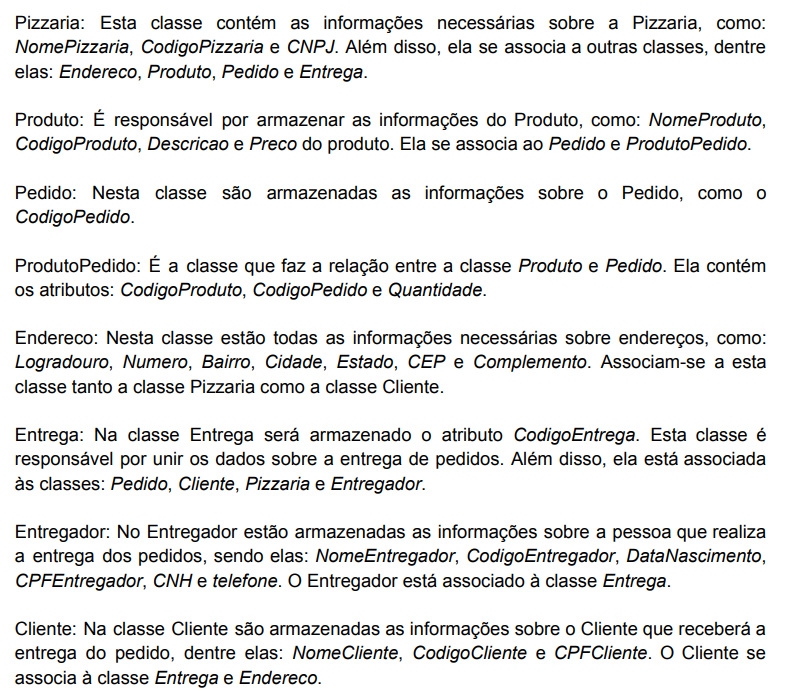 Pizzaria: Esta classe contém as informações necessárias sobre a Pizzaria, como:
NomePizzaria, CodigoPizzaria e CNPJ. Além disso, ela se associa a outras classes, dentre
elas: Endereco, Produto, Pedido e Entrega.
Produto: É responsável por armazenar as informações do Produto, como: NomeProduto,
CodigoProduto, Descricao e Preco do produto. Ela se associa ao Pedido e ProdutoPedido.
Pedido: Nesta classe são armazenadas as informações sobre o Pedido, como o
CodigoPedido.
ProdutoPedido: É a classe que faz a relação entre a classe Produto e Pedido. Ela contém
os atributos: CodigoProduto, CodigoPedido e Quantidade.
Endereco: Nesta classe estão todas as informações necessárias sobre endereços, como:
Logradouro, Numero, Bairro, Cidade, Estado, CEP e Complemento. Associam-se a esta
classe tanto a classe Pizzaria como a classe Cliente.
Entrega: Na classe Entrega será armazenado o atributo CodigoEntrega. Esta classe é
responsável por unir os dados sobre a entrega de pedidos. Além disso, ela está associada
às classes: Pedido, Cliente, Pizzaria e Entregador.
Entregador: No Entregador estão armazenadas as informações sobre a pessoa que realiza
a entrega dos pedidos, sendo elas: NomeEntregador, CodigoEntregador, DataNascimento,
CPFEntregador, CNH e telefone. O Entregador está associado à classe Entrega.
Cliente: Na classe Cliente são armazenadas as informações sobre o Cliente que receberá a
entrega do pedido, dentre elas: NomeCliente, CodigoCliente e CPFCliente. O Cliente se
associa à classe Entrega e Endereco.